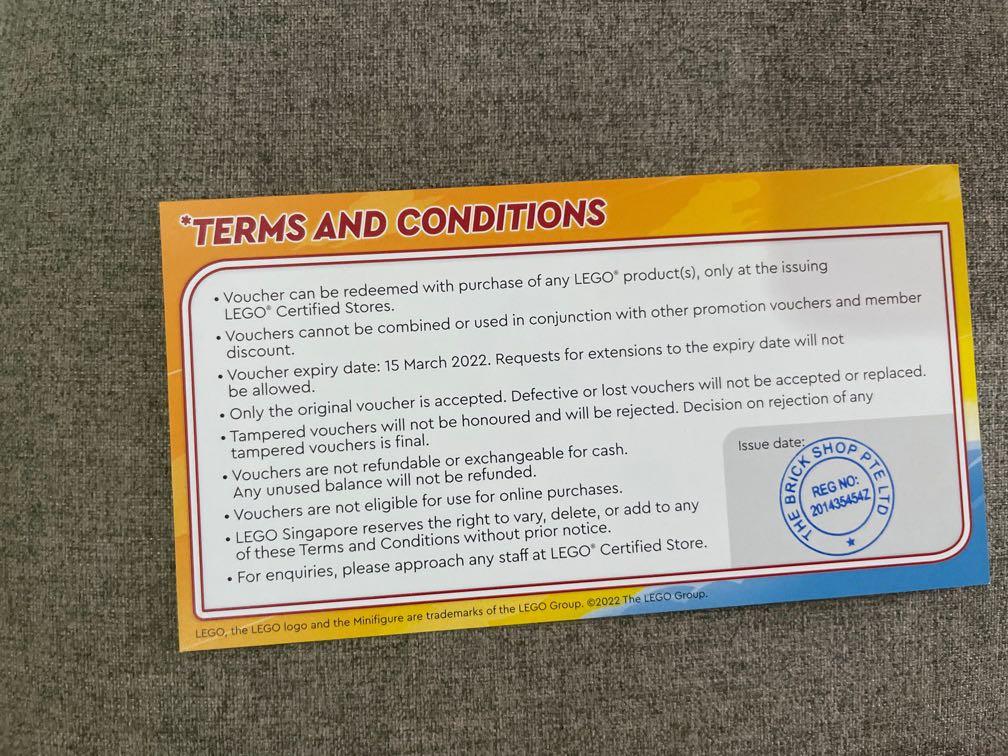 *TERMS AND CONDITIONS
• Voucher can be redeemed with purchase of any LEGO® product(s), only at the issuing
LEGO® Certified Stores.
• Vouchers cannot be combined or used in conjunction with other promotion vouchers and member
discount.
• Voucher expiry date: 15 March 2022. Requests for extensions to the expiry date will not
be allowed.
• Only the original voucher is accepted. Defective or lost vouchers will not be accepted or replaced.
• Tampered vouchers will not be honoured and will be rejected. Decision on rejection of any
tampered vouchers is final.
• Vouchers are not refundable or exchangeable for cash.
Any unused balance will not be refunded.
• Vouchers are not eligible for use for online purchases.
• LEGO Singapore reserves the right to vary, delete, or add to any
of these Terms and Conditions without prior notice.
• For enquiries, please approach any staff at LEGO® Certified Store.
Issue date:
THE BRICK SHOP PTE LTD
REG NO:
201435454Z
LEGO, the LEGO logo and the Minifigure are trademarks of the LEGO Group. ©2022 The LEGO Group.